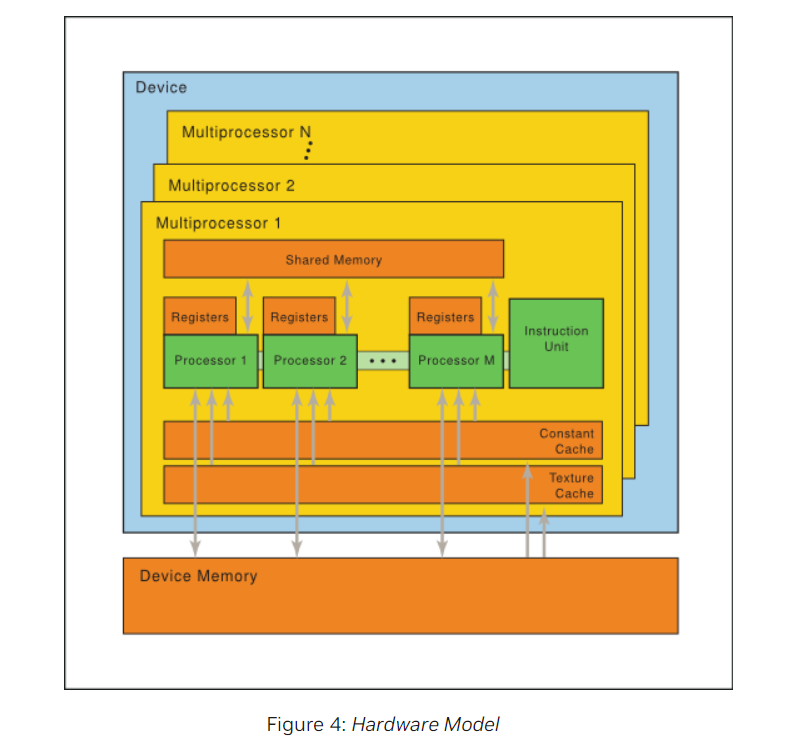 Device
Multiprocessor N
Multiprocessor 2
Multiprocessor 1
Shared Memory
Registers
Registers
Registers
Processor 1
Processor 2
Processor M
Instruction
Unit
Constant
Cache
Texture
Cache
Device Memory
Figure 4: Hardware Model